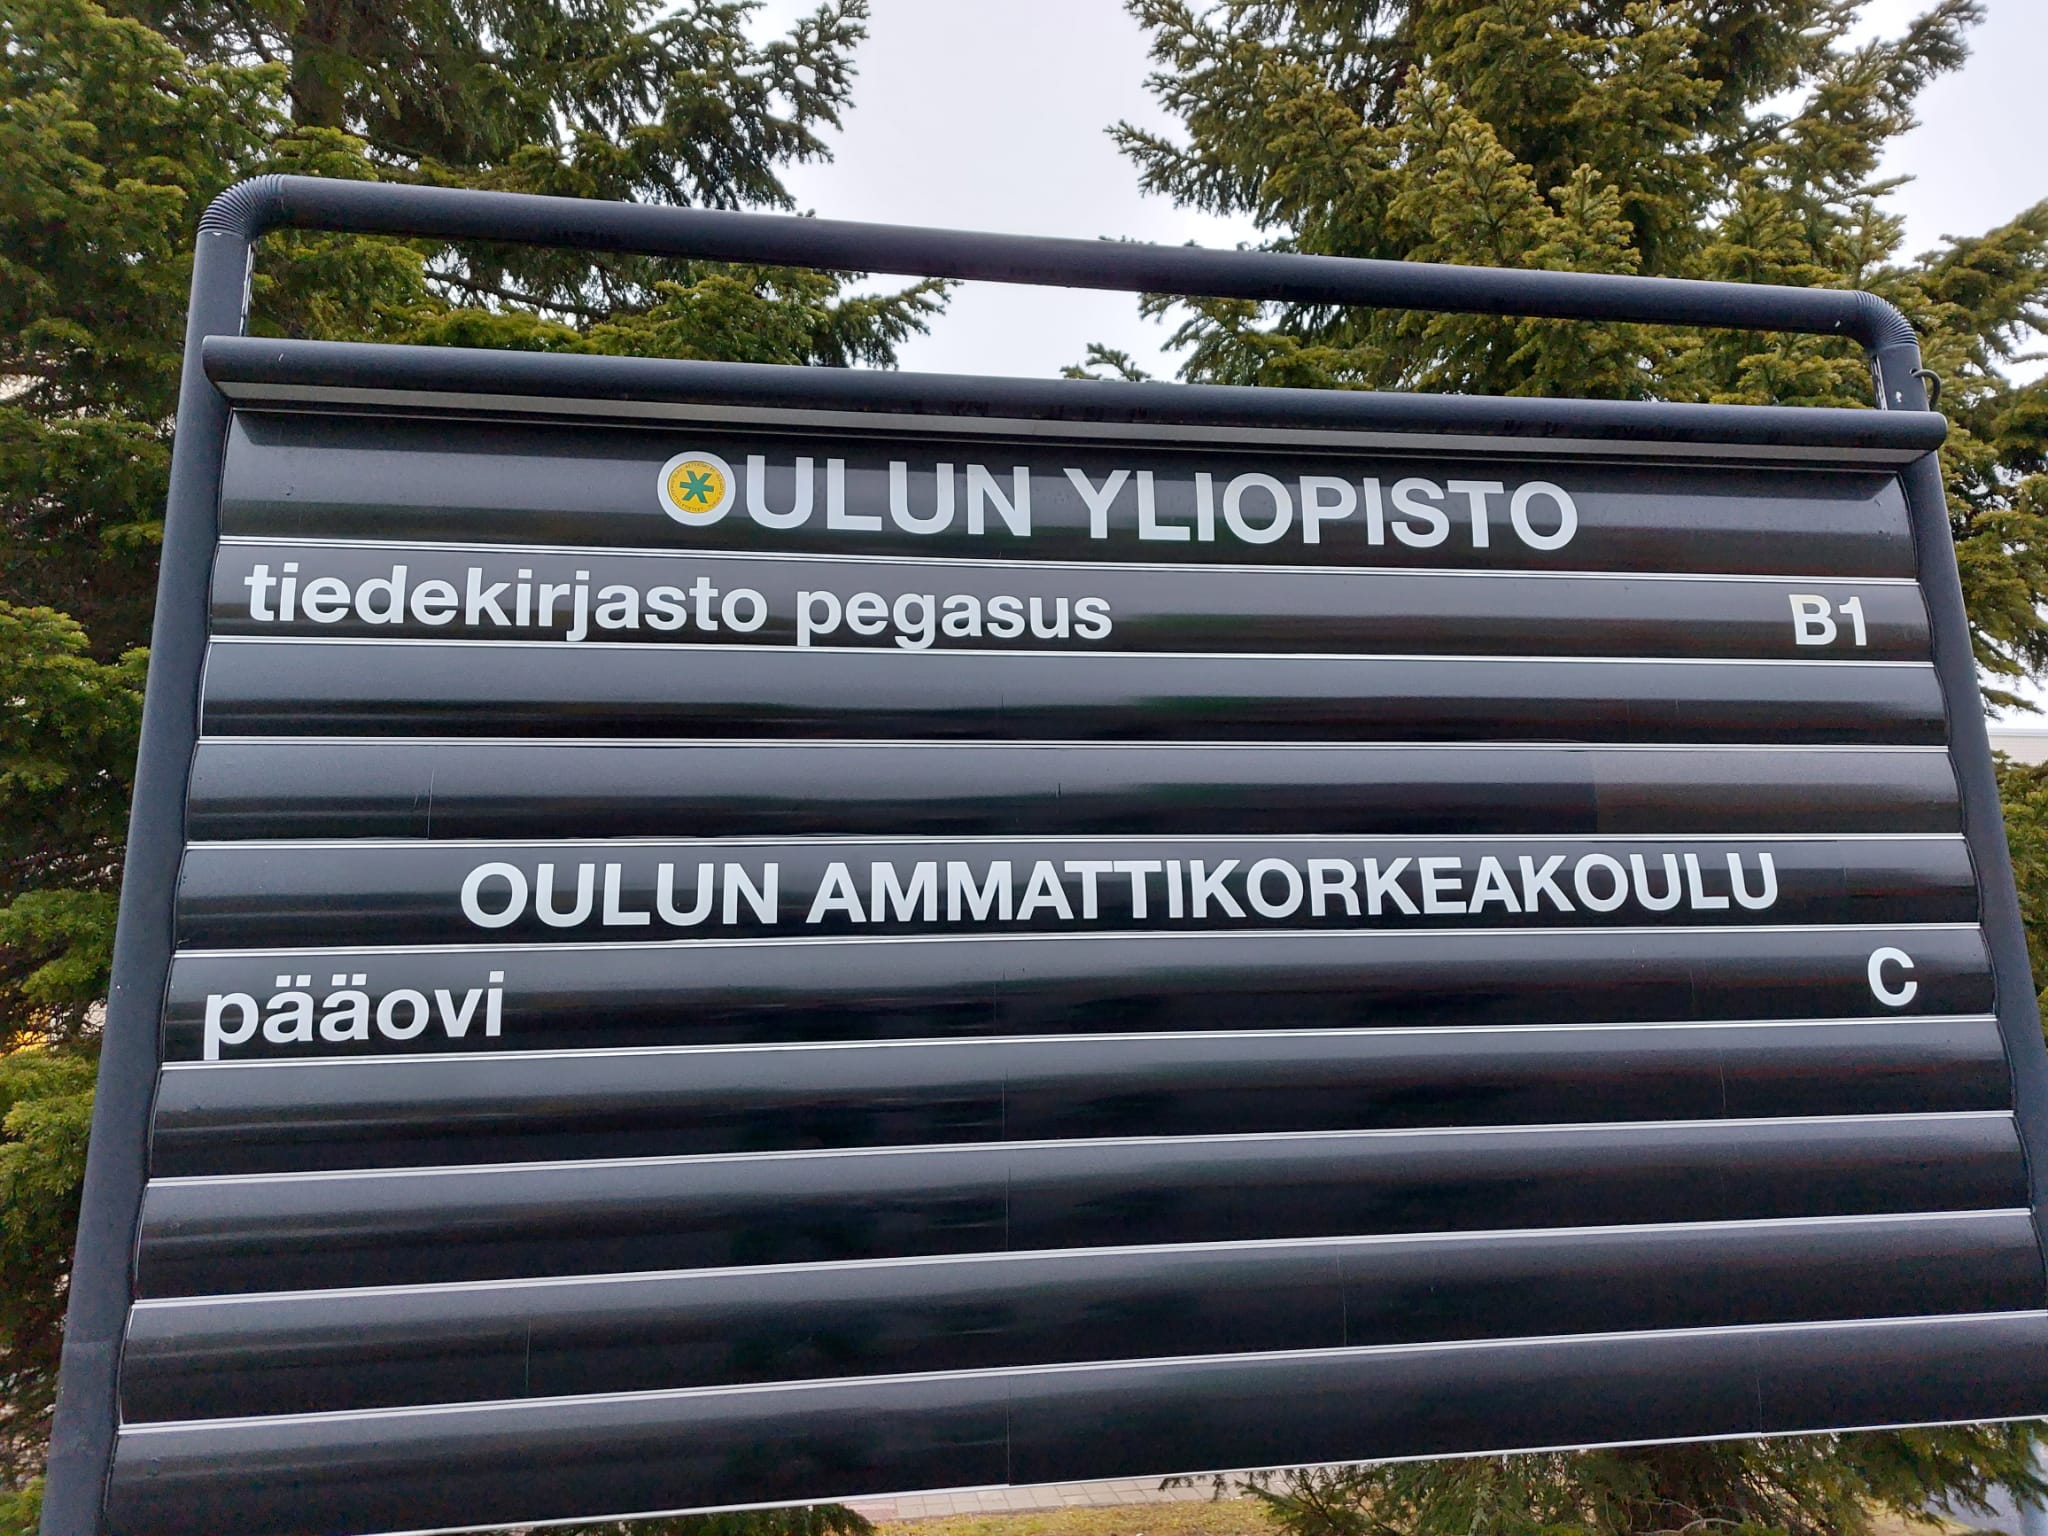 OULUN YLIOPISTO
tiedekirjasto pegasus B1
OULUN AMMATTIKORKEAKOULU
pääovi C